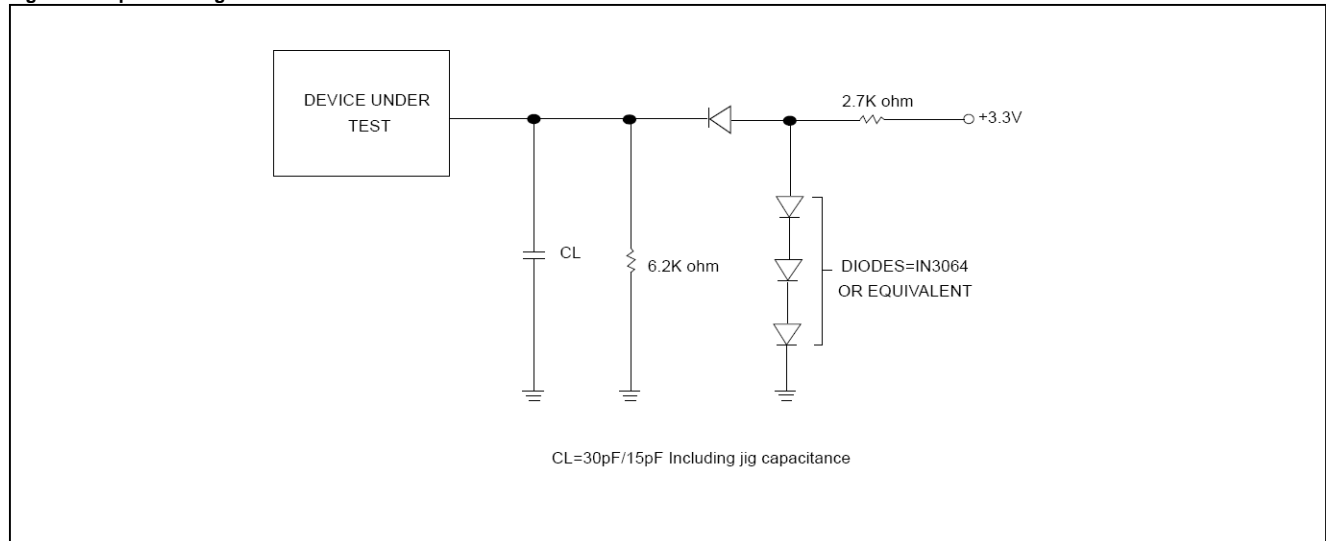 DEVICE UNDER
TEST
2.7K ohm
+3.3V
CL
6.2K ohm
DIODES=IN3064
OR EQUIVALENT
CL=30pF/15pF Including jig capacitance